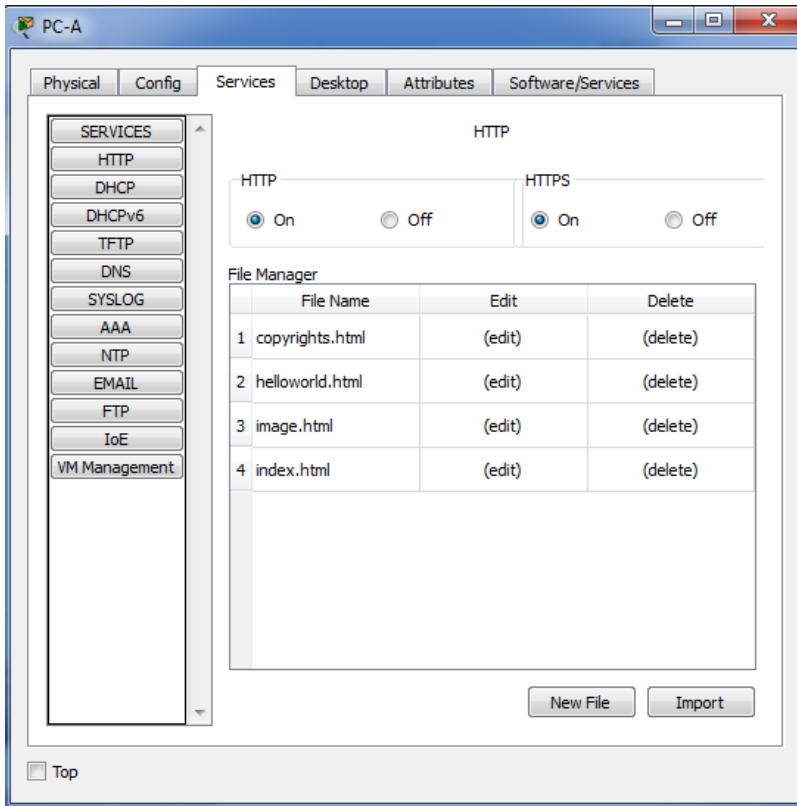 PC-A
Physical Config Services Desktop Attributes Software/Services
SERVICES
HTTP
DHCP
DHCPv6
TFTP
DNS
SYSLOG
AAA
NTP
EMAIL
FTP
IoE
VM Management
HTTP
HTTP HTTPS
On Off On Off
File Manager
File Name Edit Delete
1 copyrights.html (edit) (delete)
2 helloworld.html (edit) (delete)
3 image.html (edit) (delete)
4 index.html (edit) (delete)
New File Import
Top